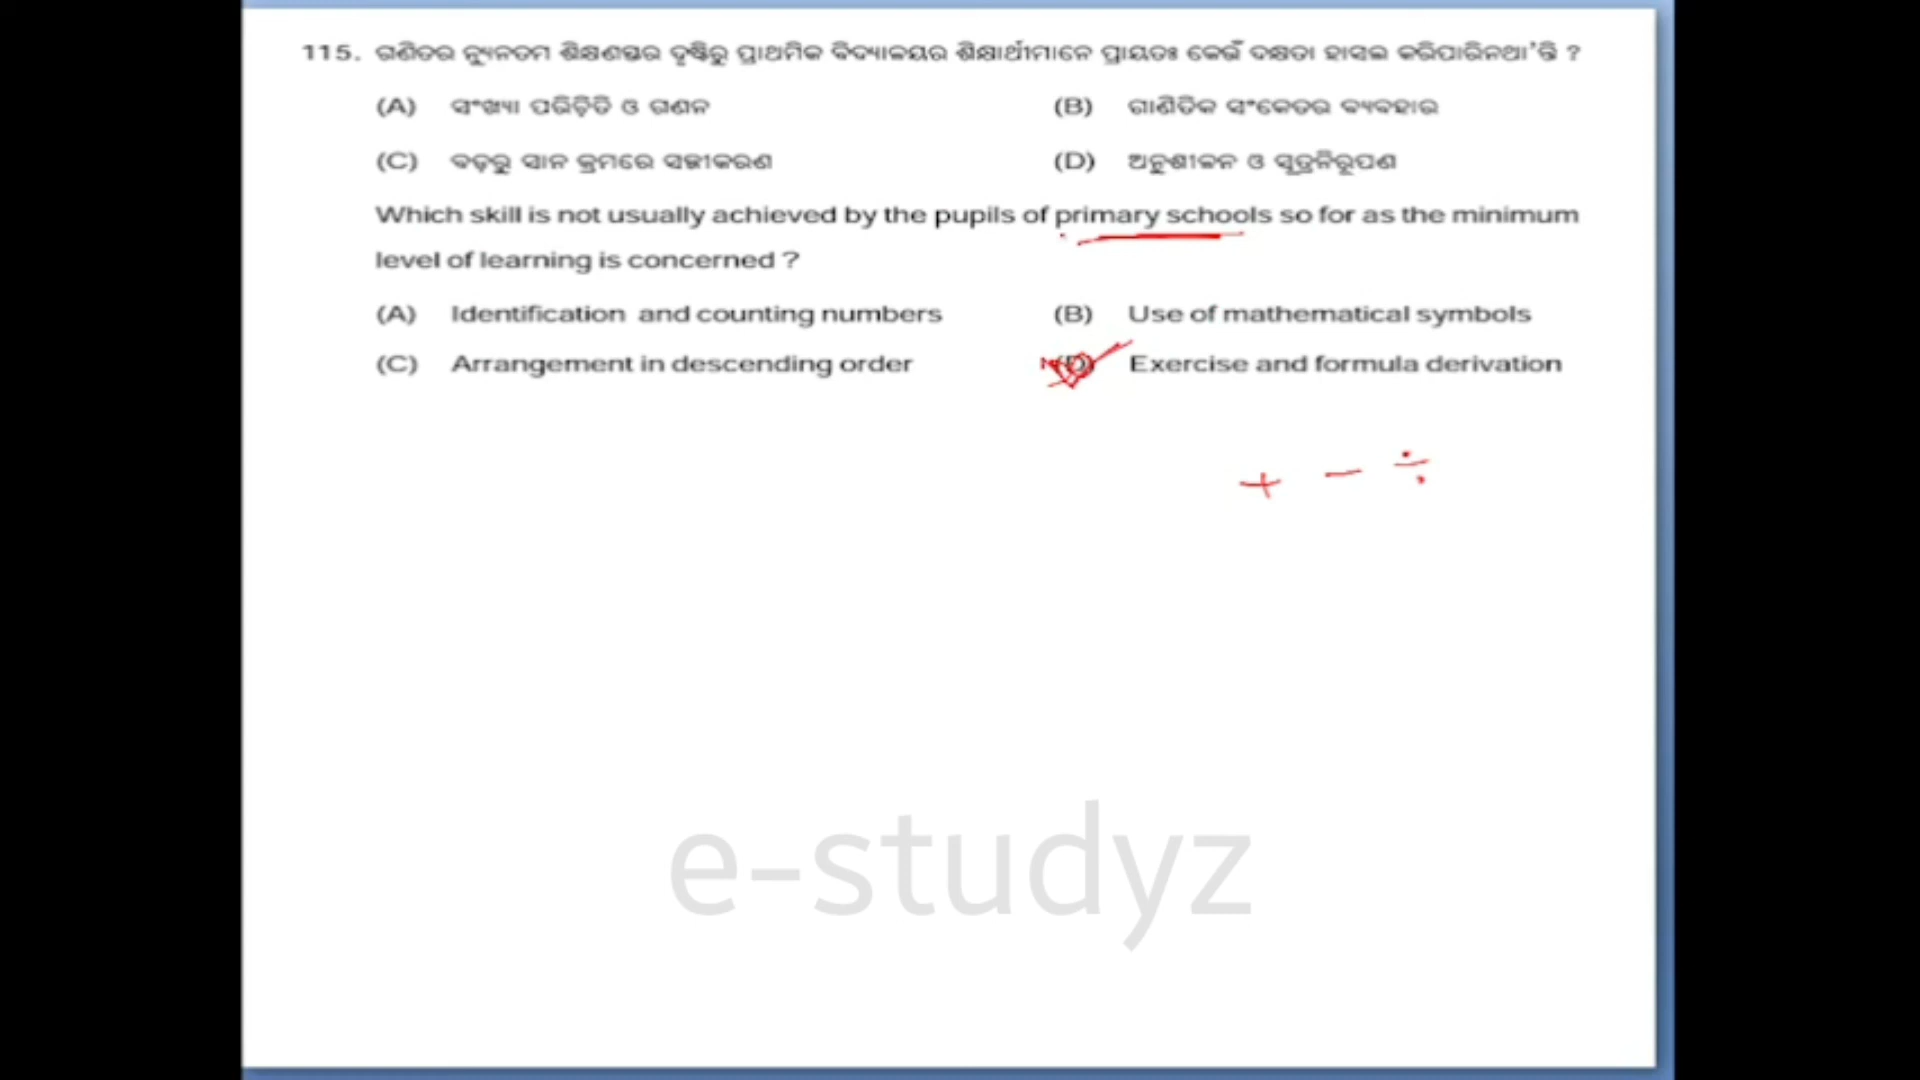 115. ଗଣିତର ନ୍ୟୂନତମ ଶିକ୍ଷଣସ୍ତର ଦୃଷ୍ଟିରୁ ପ୍ରାଥମିକ ବିଦ୍ୟାଳୟର ଶିକ୍ଷାର୍ଥୀମାନେ ପ୍ରାୟତଃ କେଉଁ ଦକ୍ଷତା ହାସଲ କରିପାରିନଥା’ନ୍ତି ?
(A) ସଂଖ୍ୟା ପରିଚିତି ଓ ଗଣନ (B) ଗାଣିତିକ ସଂକେତର ବ୍ୟବହାର
(C) ବଡ଼ରୁ ସାନ କ୍ରମରେ ସଜ୍ଜୀକରଣ (D) ଅନୁଶୀଳନ ଓ ସୂତ୍ରନିରୂପଣ
Which skill is not usually achieved by the pupils of primary schools so for as the minimum
level of learning is concerned ?
(A) Identification and counting numbers (B) Use of mathematical symbols
(C) Arrangement in descending order (D) Exercise and formula derivation
+ − ÷
e-studyz